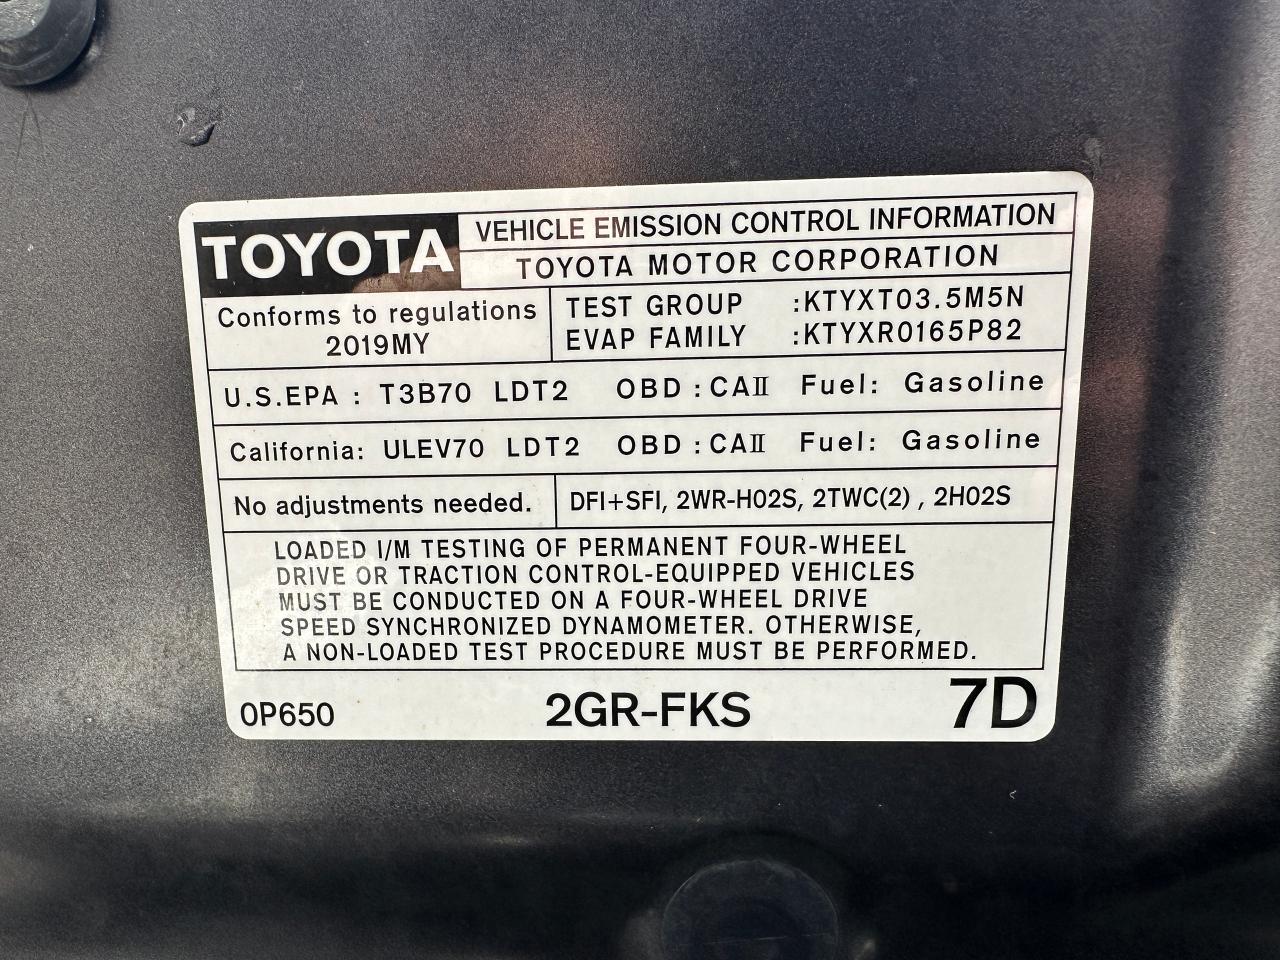 TOYOTA
VEHICLE EMISSION CONTROL INFORMATION
TOYOTA MOTOR CORPORATION
Conforms to regulations
2019MY
TEST GROUP :KTYXT03.5M5N
EVAP FAMILY :KTYXR0165P82
U.S.EPA : T3B70 LDT2 OBD : CAⅡ Fuel: Gasoline
California: ULEV70 LDT2 OBD : CAⅡ Fuel: Gasoline
No adjustments needed.
DFI+SFI, 2WR-HO2S, 2TWC(2) , 2HO2S
LOADED I/M TESTING OF PERMANENT FOUR-WHEEL
DRIVE OR TRACTION CONTROL-EQUIPPED VEHICLES
MUST BE CONDUCTED ON A FOUR-WHEEL DRIVE
SPEED SYNCHRONIZED DYNAMOMETER. OTHERWISE,
A NON-LOADED TEST PROCEDURE MUST BE PERFORMED.
0P650
2GR-FKS
7D